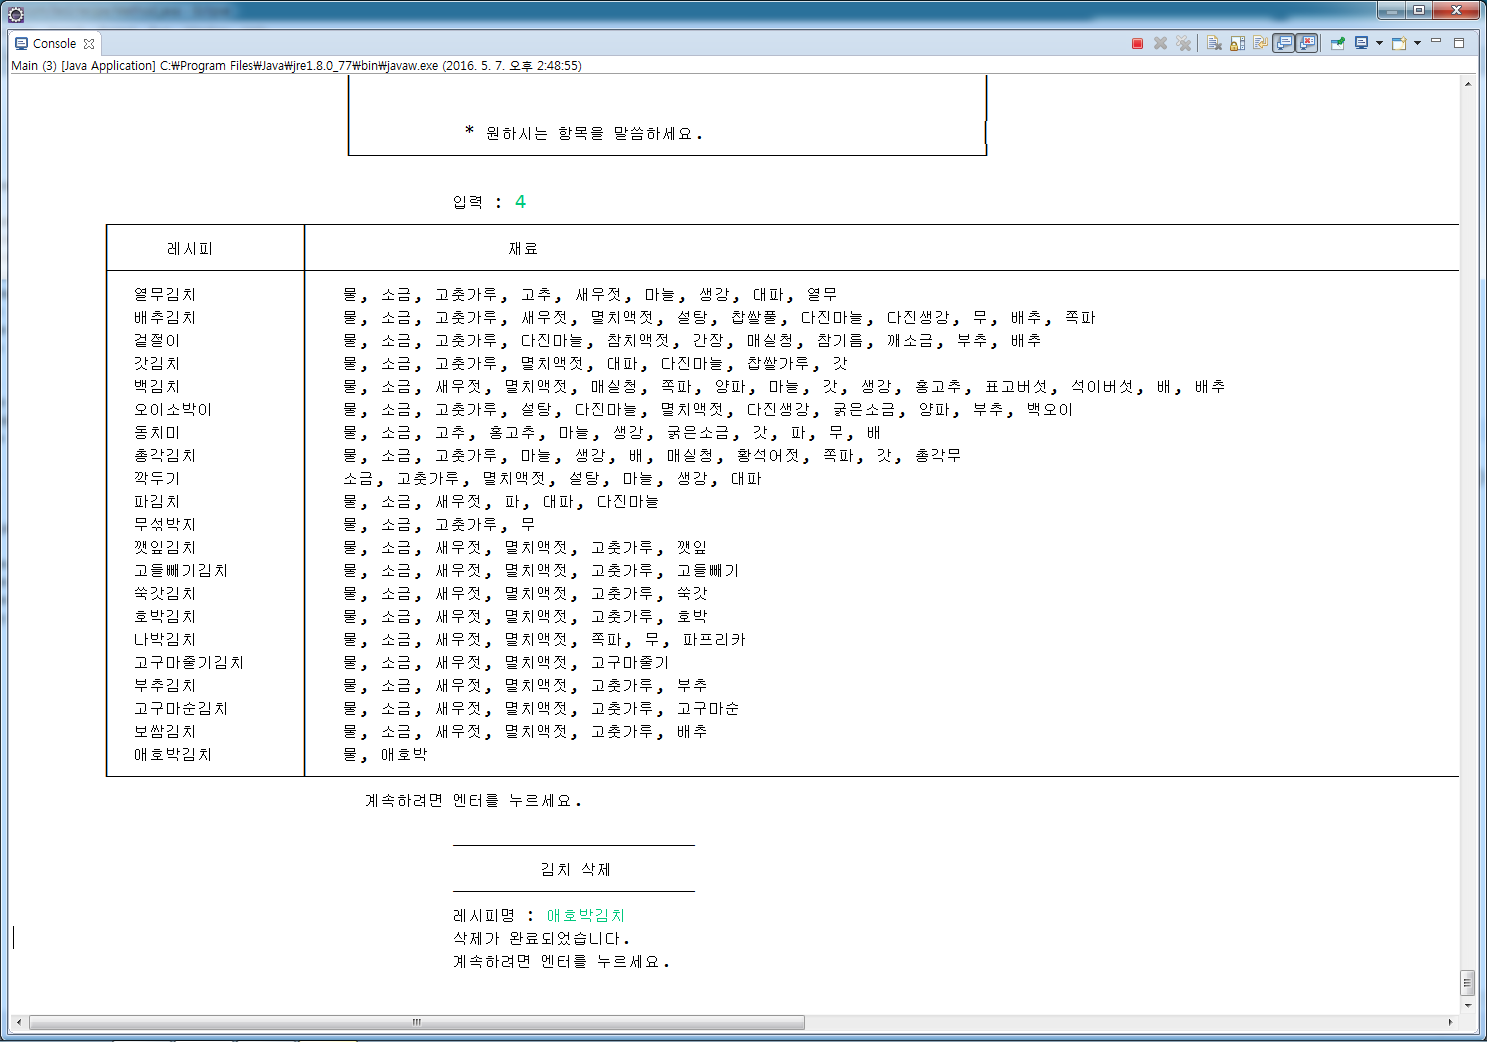 Console
Main (3) [Java Application] C:₩Program Files₩Java₩jre1.8.0_77₩bin₩javaw.exe (2016. 5. 7. 오후 2:48:55)
* 원하시는 항목을 말씀하세요.
입력 : 4
레시피 재료
열무김치 물, 소금, 고춧가루, 고추, 새우젓, 마늘, 생강, 대파, 열무
배추김치 물, 소금, 고춧가루, 새우젓, 멸치액젓, 설탕, 찹쌀풀, 다진마늘, 다진생강, 무, 배추, 쪽파
겉절이 물, 소금, 고춧가루, 다진마늘, 참치액젓, 간장, 매실청, 참기름, 깨소금, 부추, 배추
갓김치 물, 소금, 고춧가루, 멸치액젓, 대파, 다진마늘, 찹쌀가루, 갓
백김치 물, 소금, 새우젓, 멸치액젓, 매실청, 쪽파, 양파, 마늘, 갓, 생강, 홍고추, 표고버섯, 석이버섯, 배, 배추
오이소박이 물, 소금, 고춧가루, 설탕, 다진마늘, 멸치액젓, 다진생강, 굵은소금, 양파, 부추, 백오이
동치미 물, 소금, 고추, 홍고추, 마늘, 생강, 굵은소금, 갓, 파, 무, 배
총각김치 물, 소금, 고춧가루, 마늘, 생강, 배, 매실청, 황석어젓, 쪽파, 갓, 총각무
깍두기 소금, 고춧가루, 멸치액젓, 설탕, 마늘, 생강, 대파
파김치 물, 소금, 새우젓, 파, 대파, 다진마늘
무섞박지 물, 소금, 고춧가루, 무
깻잎김치 물, 소금, 새우젓, 멸치액젓, 고춧가루, 깻잎
고들빼기김치 물, 소금, 새우젓, 멸치액젓, 고춧가루, 고들빼기
쑥갓김치 물, 소금, 새우젓, 멸치액젓, 고춧가루, 쑥갓
호박김치 물, 소금, 새우젓, 멸치액젓, 고춧가루, 호박
나박김치 물, 소금, 새우젓, 멸치액젓, 쪽파, 무, 파프리카
고구마줄기김치 물, 소금, 새우젓, 멸치액젓, 고구마줄기
부추김치 물, 소금, 새우젓, 멸치액젓, 고춧가루, 부추
고구마순김치 물, 소금, 새우젓, 멸치액젓, 고춧가루, 고구마순
보쌈김치 물, 소금, 새우젓, 멸치액젓, 고춧가루, 배추
애호박김치 물, 애호박
계속하려면 엔터를 누르세요.
김치 삭제
레시피명 : 애호박김치
삭제가 완료되었습니다.
계속하려면 엔터를 누르세요.